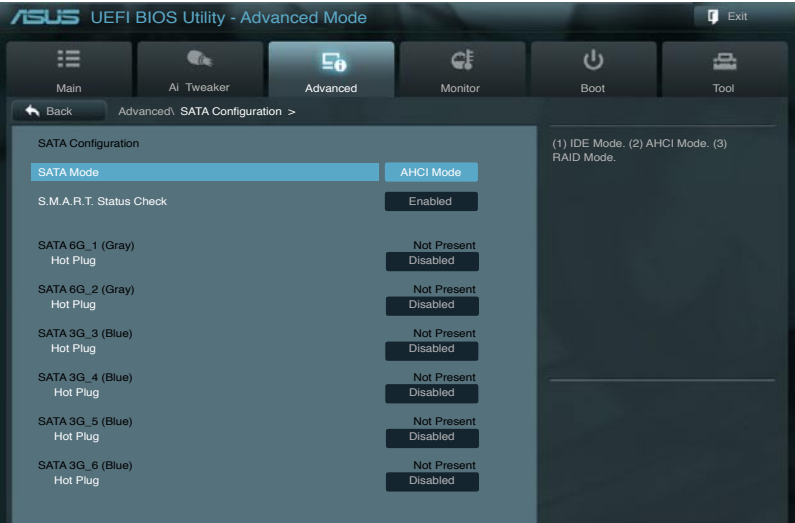 ASUS UEFI BIOS Utility - Advanced Mode
Exit
Main Ai Tweaker Advanced Monitor Boot Tool
Back Advanced\ SATA Configuration >
SATA Configuration
SATA Mode AHCI Mode
S.M.A.R.T. Status Check Enabled
SATA 6G_1 (Gray) Not Present
Hot Plug Disabled
SATA 6G_2 (Gray) Not Present
Hot Plug Disabled
SATA 3G_3 (Blue) Not Present
Hot Plug Disabled
SATA 3G_4 (Blue) Not Present
Hot Plug Disabled
SATA 3G_5 (Blue) Not Present
Hot Plug Disabled
SATA 3G_6 (Blue) Not Present
Hot Plug Disabled
(1) IDE Mode. (2) AHCI Mode. (3)
RAID Mode.